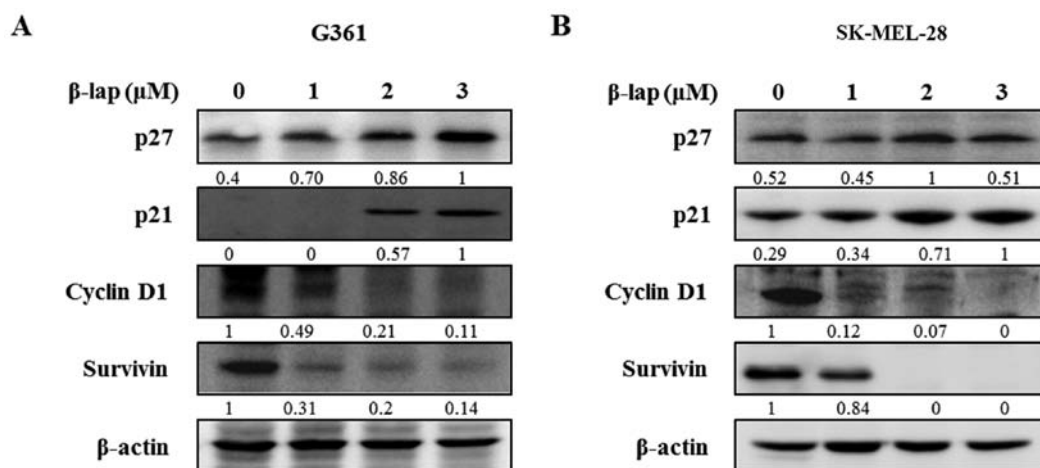 A
G361
β-lap (μM) 0 1 2 3
p27
0.4 0.70 0.86 1
p21
0 0 0.57 1
Cyclin D1
1 0.49 0.21 0.11
Survivin
1 0.31 0.2 0.14
β-actin
B
SK-MEL-28
β-lap (μM) 0 1 2 3
p27
0.52 0.45 1 0.51
p21
0.29 0.34 0.71 1
Cyclin D1
1 0.12 0.07 0
Survivin
1 0.84 0 0
β-actin